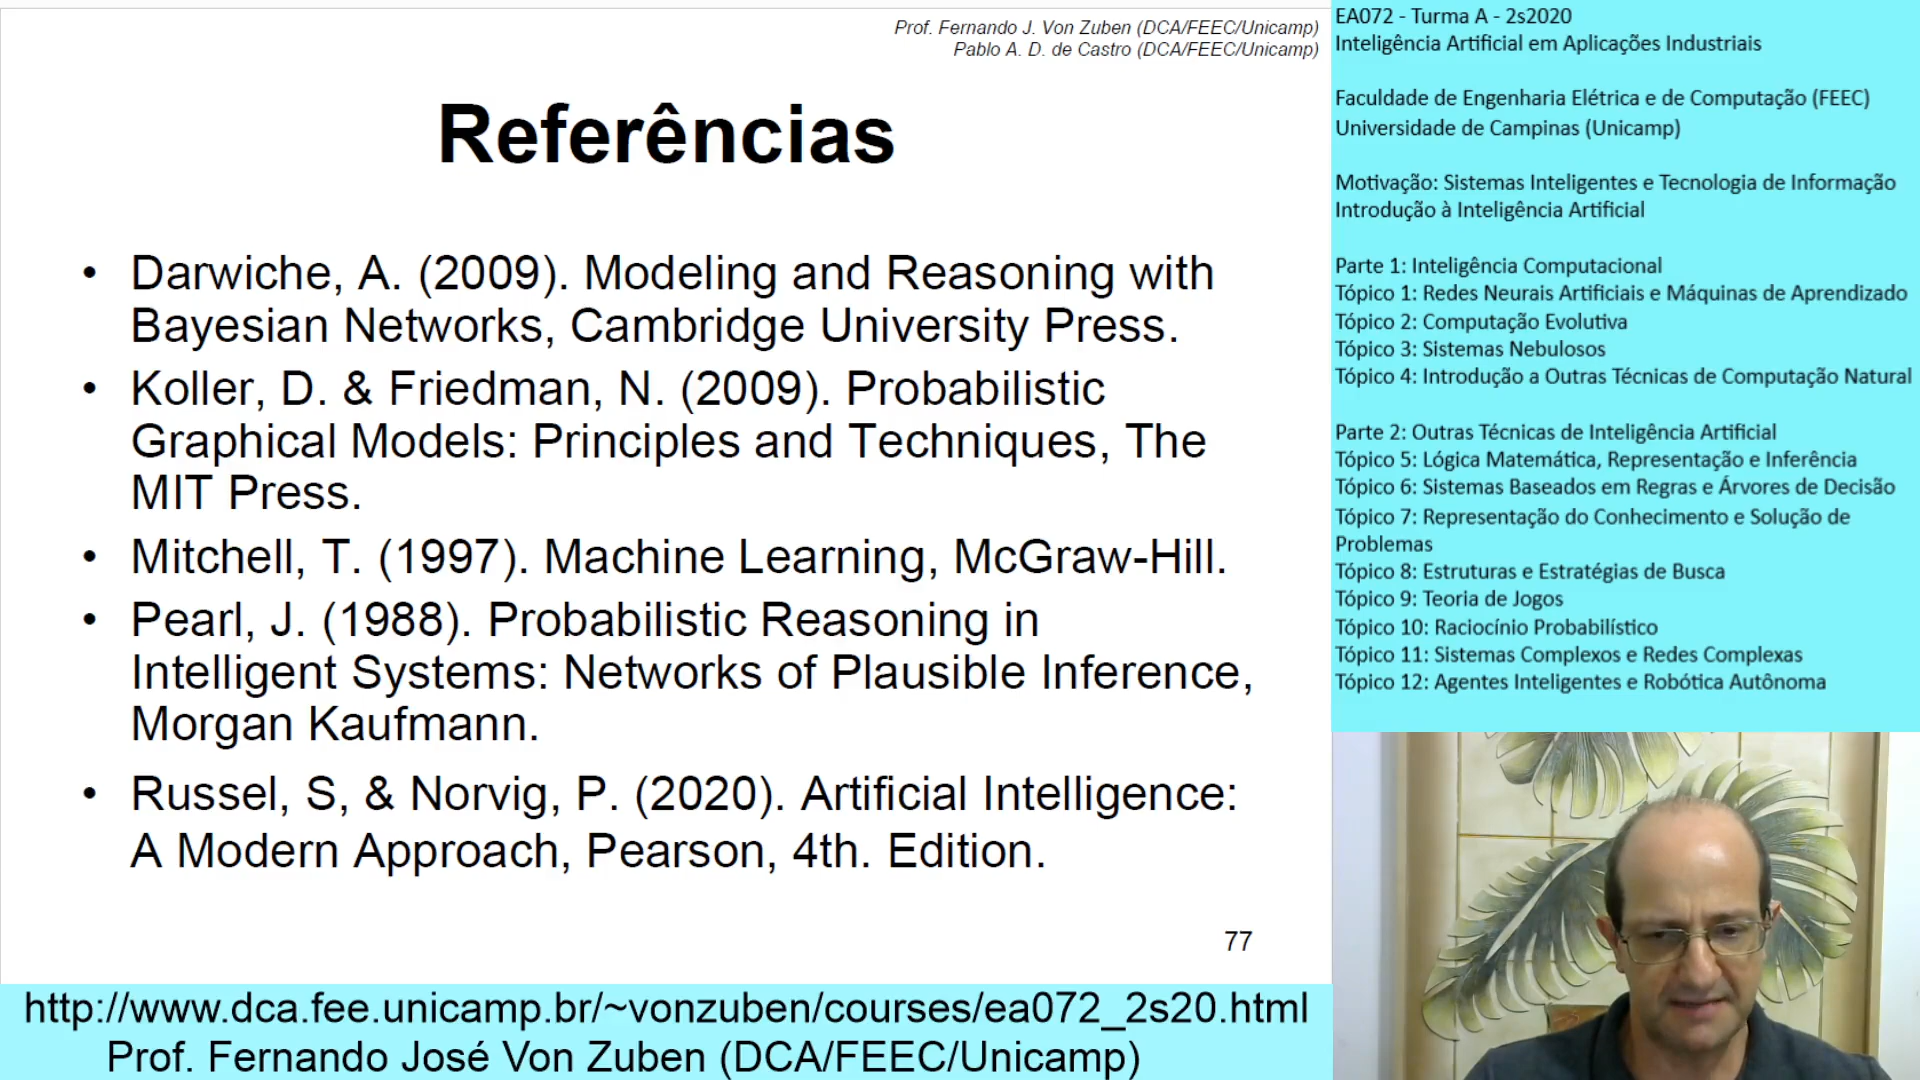 Prof. Fernando J. Von Zuben (DCA/FEEC/Unicamp)
Pablo A. D. de Castro (DCA/FEEC/Unicamp)
Referências
• Darwiche, A. (2009). Modeling and Reasoning with
Bayesian Networks, Cambridge University Press.
• Koller, D. & Friedman, N. (2009). Probabilistic
Graphical Models: Principles and Techniques, The
MIT Press.
• Mitchell, T. (1997). Machine Learning, McGraw-Hill.
• Pearl, J. (1988). Probabilistic Reasoning in
Intelligent Systems: Networks of Plausible Inference,
Morgan Kaufmann.
• Russel, S, & Norvig, P. (2020). Artificial Intelligence:
A Modern Approach, Pearson, 4th. Edition.
77
http://www.dca.fee.unicamp.br/~vonzuben/courses/ea072_2s20.html
Prof. Fernando José Von Zuben (DCA/FEEC/Unicamp)
EA072 - Turma A - 2s2020
Inteligência Artificial em Aplicações Industriais
Faculdade de Engenharia Elétrica e de Computação (FEEC)
Universidade de Campinas (Unicamp)
Motivação: Sistemas Inteligentes e Tecnologia de Informação
Introdução à Inteligência Artificial
Parte 1: Inteligência Computacional
Tópico 1: Redes Neurais Artificiais e Máquinas de Aprendizado
Tópico 2: Computação Evolutiva
Tópico 3: Sistemas Nebulosos
Tópico 4: Introdução a Outras Técnicas de Computação Natural
Parte 2: Outras Técnicas de Inteligência Artificial
Tópico 5: Lógica Matemática, Representação e Inferência
Tópico 6: Sistemas Baseados em Regras e Árvores de Decisão
Tópico 7: Representação do Conhecimento e Solução de
Problemas
Tópico 8: Estruturas e Estratégias de Busca
Tópico 9: Teoria de Jogos
Tópico 10: Raciocínio Probabilístico
Tópico 11: Sistemas Complexos e Redes Complexas
Tópico 12: Agentes Inteligentes e Robótica Autônoma